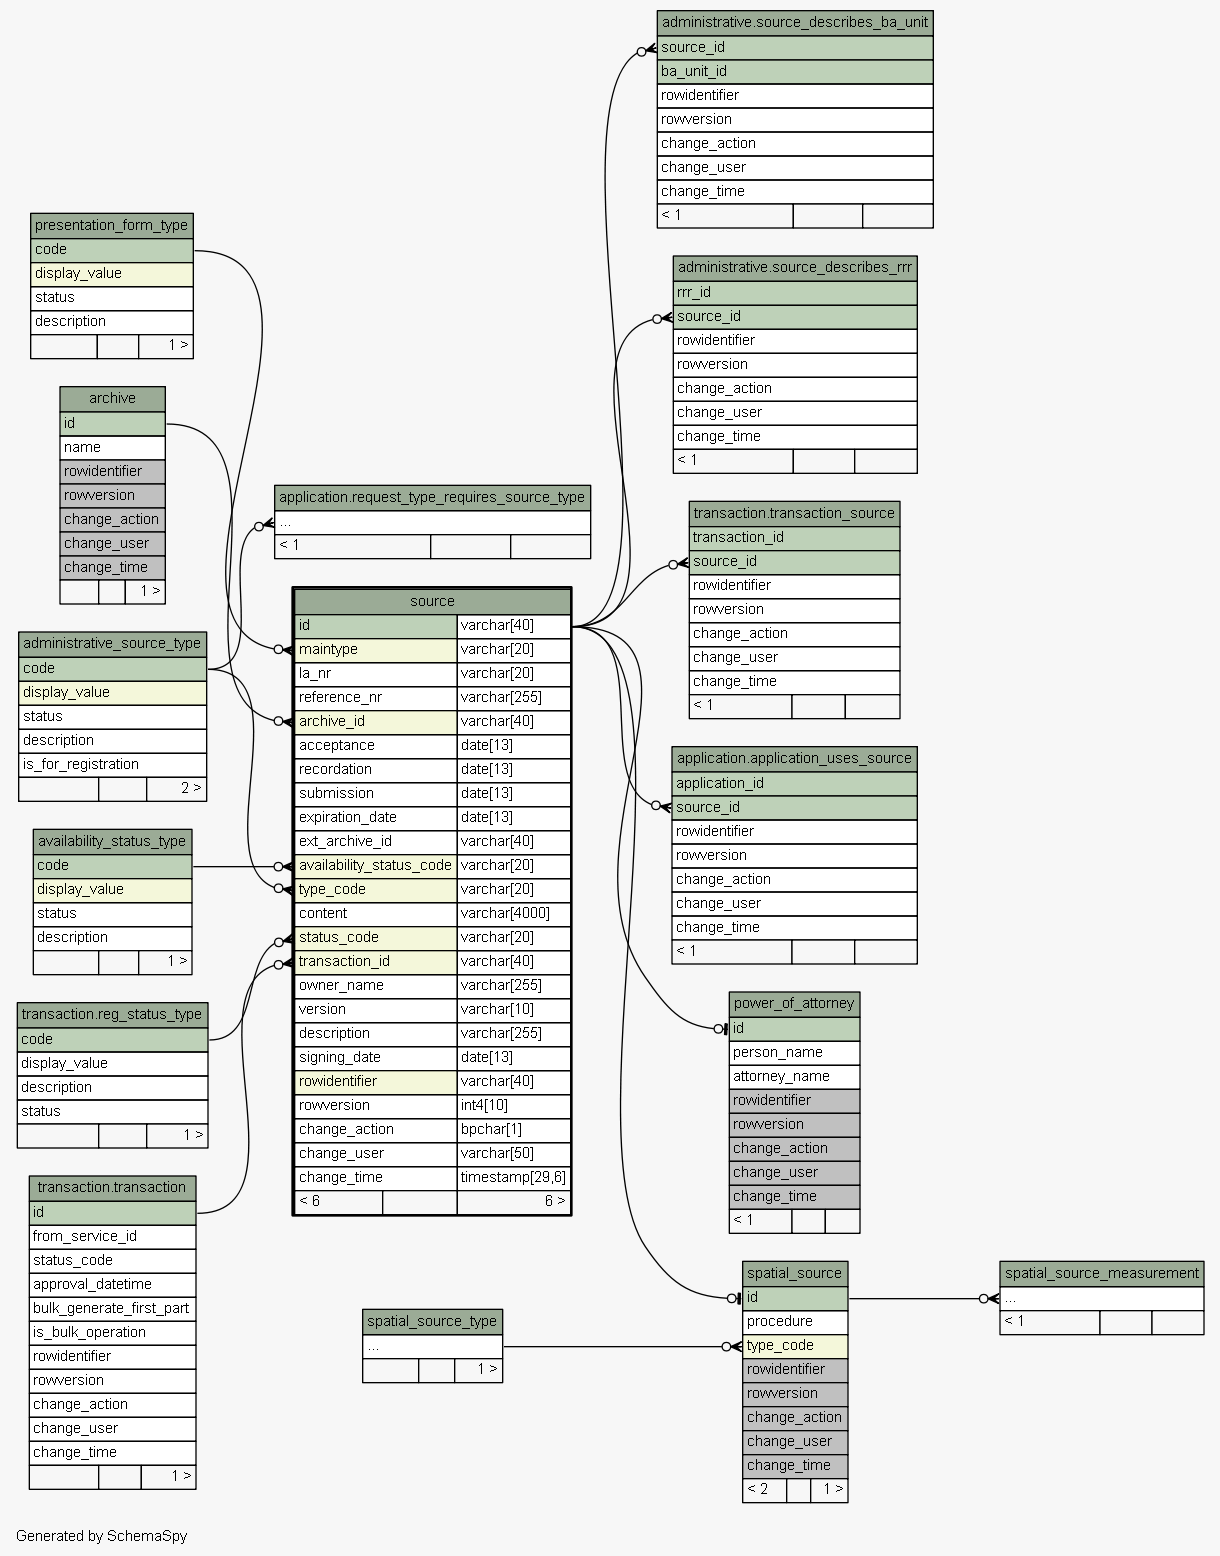 administrative.source_describes_ba_unit
source_id
ba_unit_id
rowidentifier
rowversion
change_action
change_user
change_time
< 1
presentation_form_type
code
display_value
status
description
1 >
administrative.source_describes_rrr
rrr_id
source_id
rowidentifier
rowversion
change_action
change_user
change_time
< 1
archive
id
name
rowidentifier
rowversion
change_action
change_user
change_time
1 >
application.request_type_requires_source_type
...
< 1
transaction.transaction_source
transaction_id
source_id
rowidentifier
rowversion
change_action
change_user
change_time
< 1
source
id varchar[40]
maintype varchar[20]
la_nr varchar[20]
reference_nr varchar[255]
archive_id varchar[40]
acceptance date[13]
recordation date[13]
submission date[13]
expiration_date date[13]
ext_archive_id varchar[40]
availability_status_code varchar[20]
type_code varchar[20]
content varchar[4000]
status_code varchar[20]
transaction_id varchar[40]
owner_name varchar[255]
version varchar[10]
description varchar[255]
signing_date date[13]
rowidentifier varchar[40]
rowversion int4[10]
change_action bpchar[1]
change_user varchar[50]
change_time timestamp[29,6]
< 6 6 >
administrative_source_type
code
display_value
status
description
is_for_registration
2 >
application.application_uses_source
application_id
source_id
rowidentifier
rowversion
change_action
change_user
change_time
< 1
availability_status_type
code
display_value
status
description
1 >
power_of_attorney
id
person_name
attorney_name
rowidentifier
rowversion
change_action
change_user
change_time
< 1
transaction.reg_status_type
code
display_value
description
status
1 >
transaction.transaction
id
from_service_id
status_code
approval_datetime
bulk_generate_first_part
is_bulk_operation
rowidentifier
rowversion
change_action
change_user
change_time
1 >
spatial_source
id
procedure
type_code
rowidentifier
rowversion
change_action
change_user
change_time
< 2 1 >
spatial_source_measurement
...
< 1
spatial_source_type
...
1 >
Generated by SchemaSpy